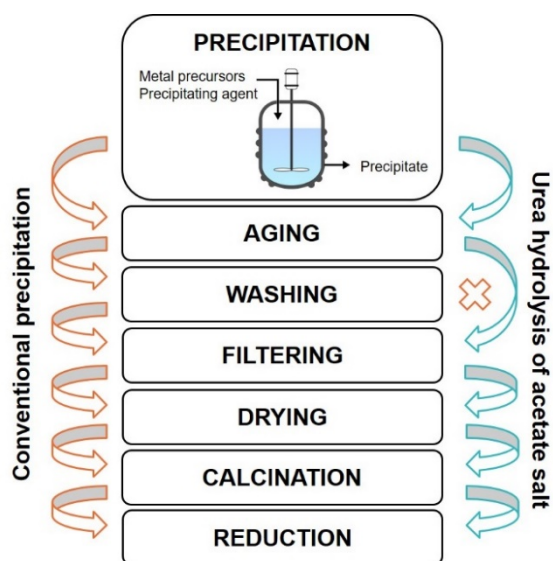 PRECIPITATION
Metal precursors
Precipitating agent
Precipitate
AGING
WASHING
FILTERING
DRYING
CALCINATION
REDUCTION
Conventional precipitation
Urea hydrolysis of acetate salt